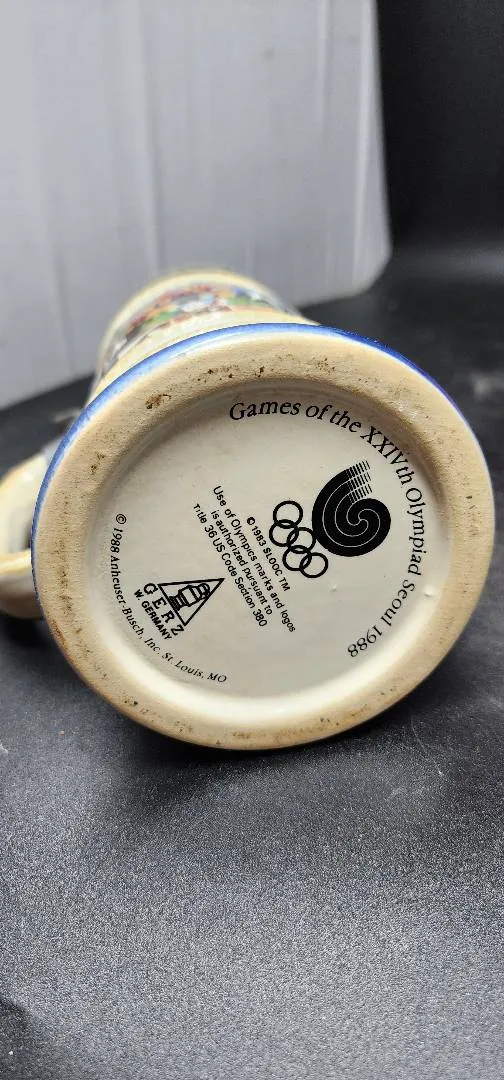 Games of the XXIVth Olympiad Seoul 1988
© 1983 SLOOC TM
Use of Olympics marks and logos
is authorized pursuant to
Title 36 US Code Section 380
GERZ
W. GERMANY
© 1988 Anheuser-Busch, Inc. St. Louis, MO